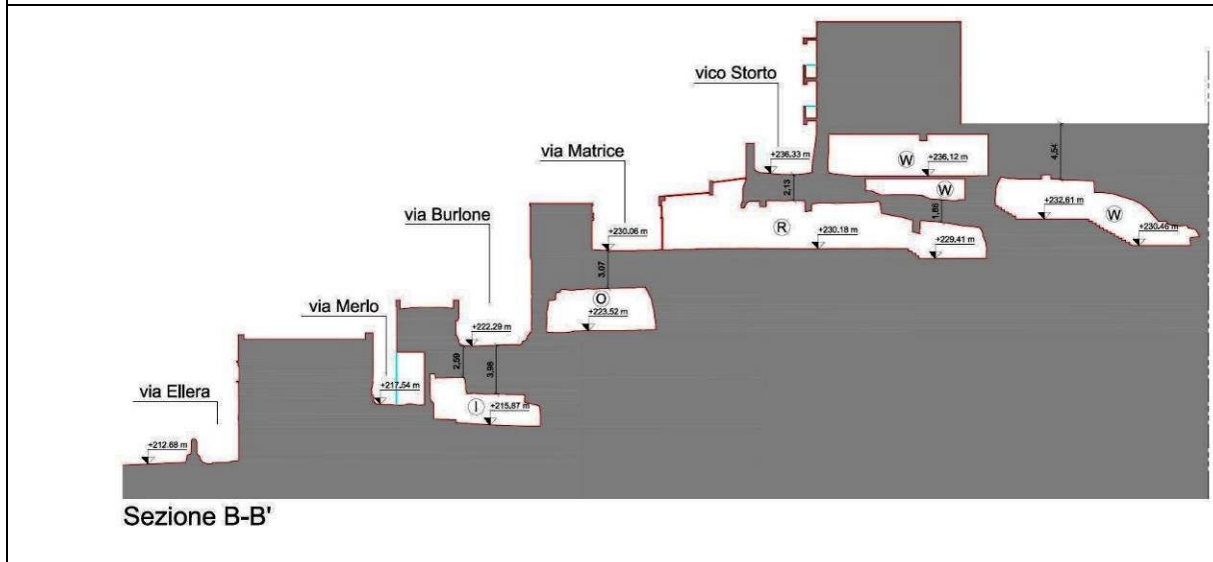 vico Storto
+236.33 m
W
+236.12 m
4,54
via Matrice
2,13
W
+232.61 m
W
via Burlone
+230.06 m
R
+230.18 m
1,86
+229.41 m
+230.46 m
3.07
O
+223.52 m
via Merlo
+222.29 m
2,59
3,98
via Ellera
+217.54 m
I
+215.87 m
+212.68 m
Sezione B-B'